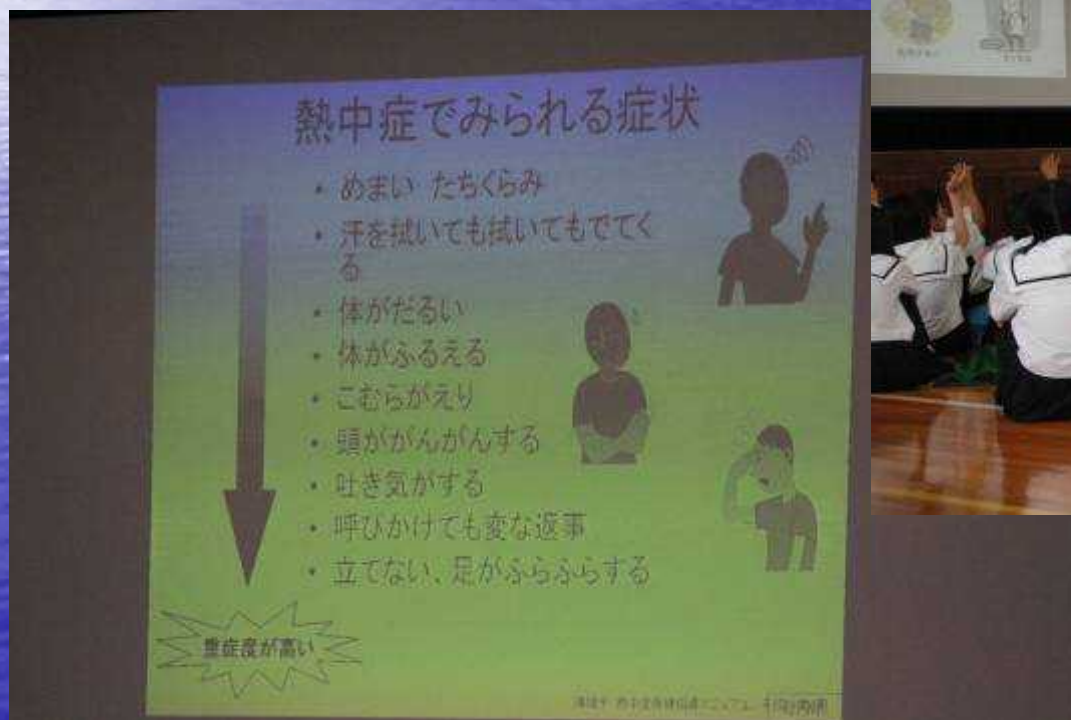 熱中症でみられる症状
・めまい たちくらみ
・汗を拭いても拭いてもでてく
る
・体がだるい
・体がふるえる
・こむらがえり
・頭ががんがんする
・吐き気がする
・呼びかけても変な返事
・立てない、足がふらふらする
重症度が高い